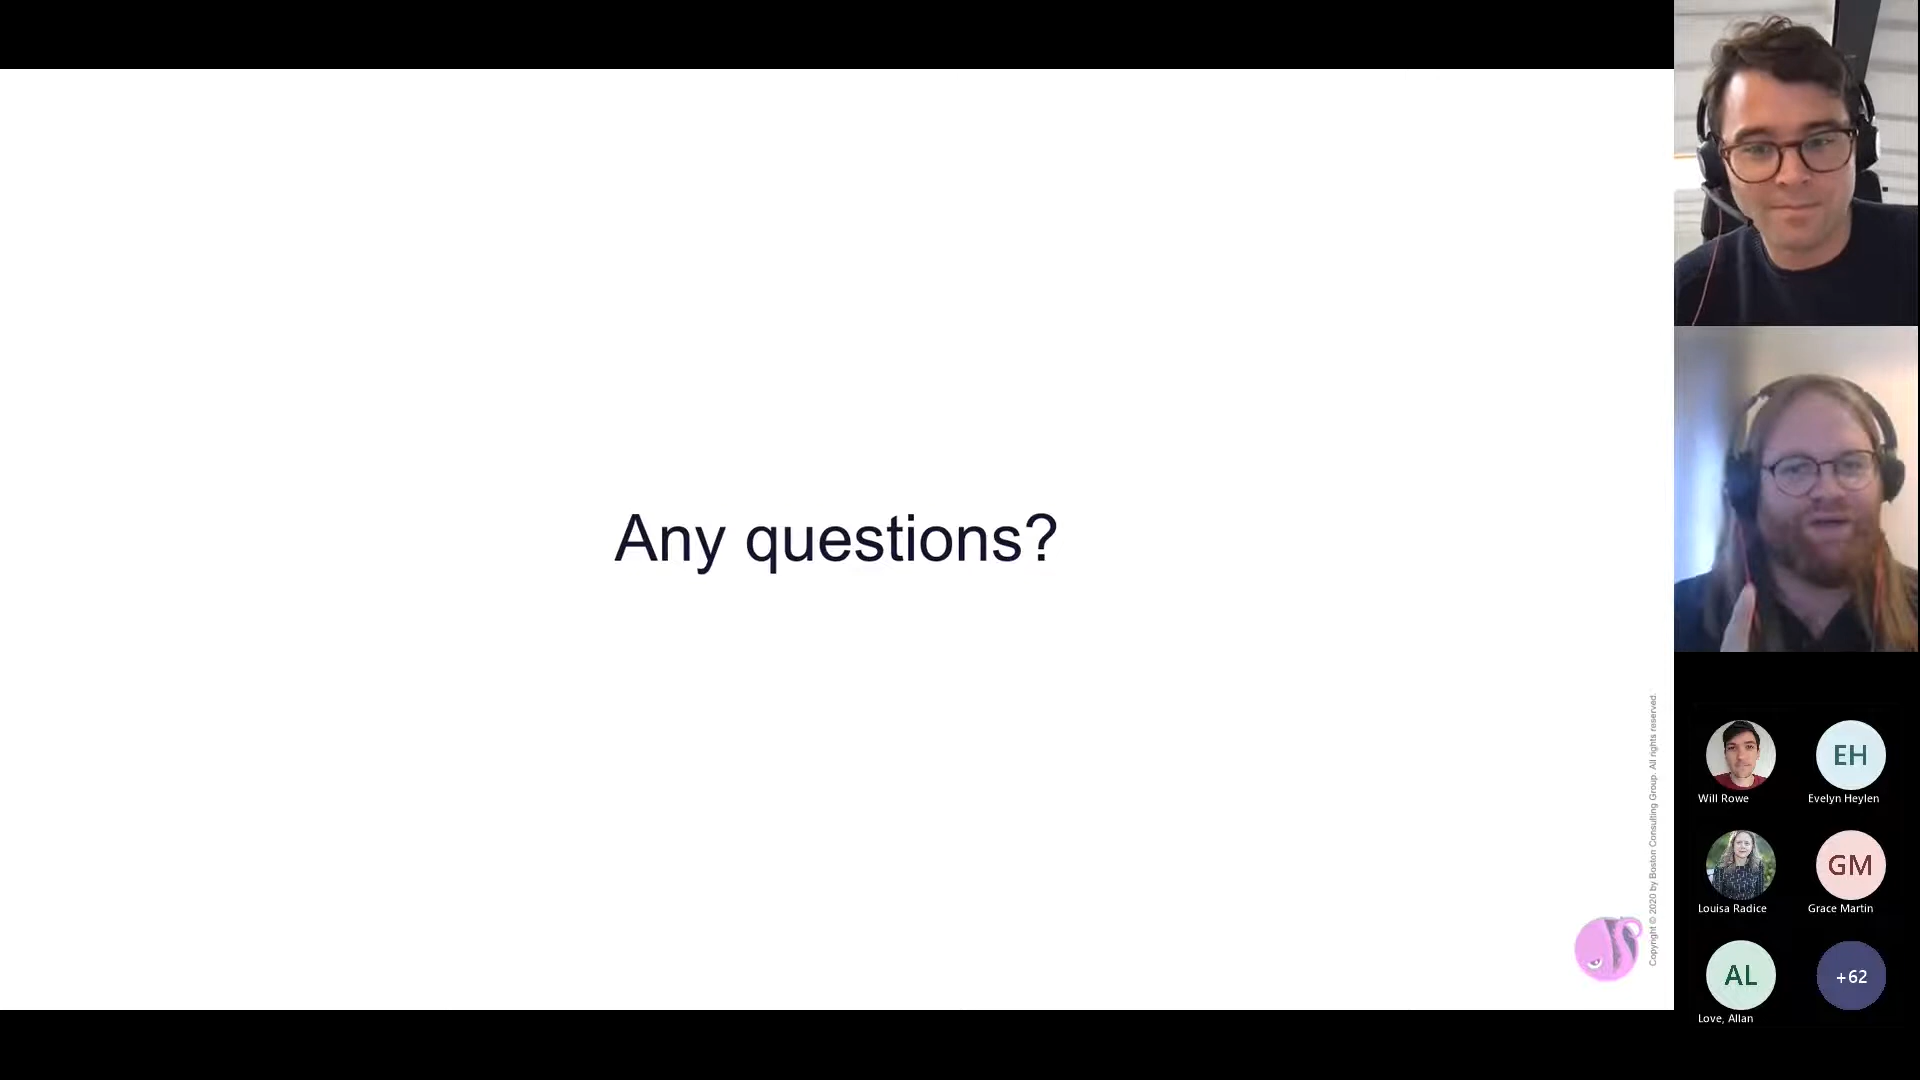 Any questions?
Copyright © 2020 by Boston Consulting Group. All rights reserved.
Will Rowe
EH
Evelyn Heylen
Louisa Radice
GM
Grace Martin
AL
Love, Allan
+62